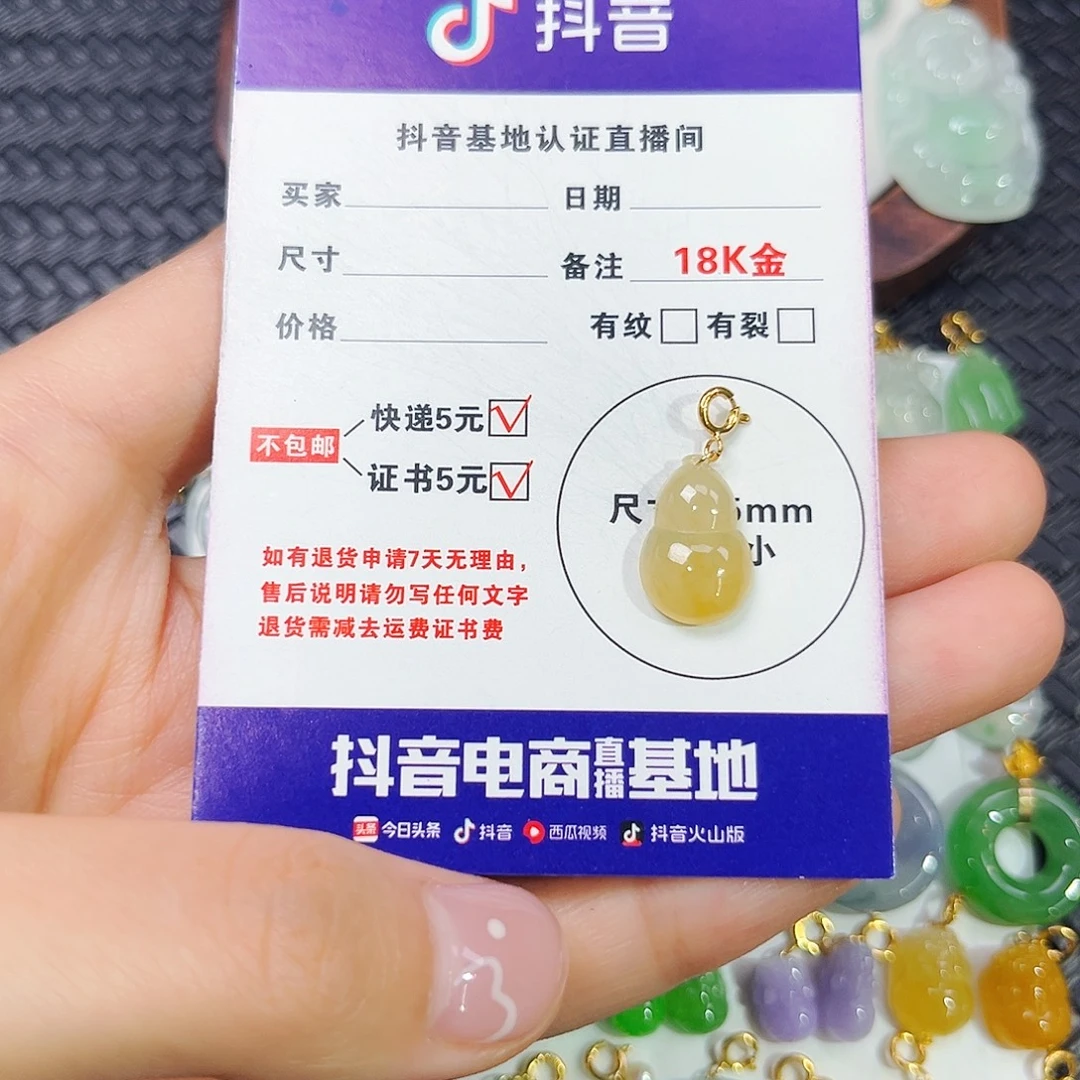 抖音
抖音基地认证直播间
买家 日期
尺寸 备注 18K金
价格 有纹 有裂
不包邮
快递5元
证书5元
尺 mm
小
如有退货申请7天无理由，
售后说明请勿写任何文字
退货需减去运费证书费
抖音电商直播基地
头条 今日头条 抖音 西瓜视频 抖音火山版